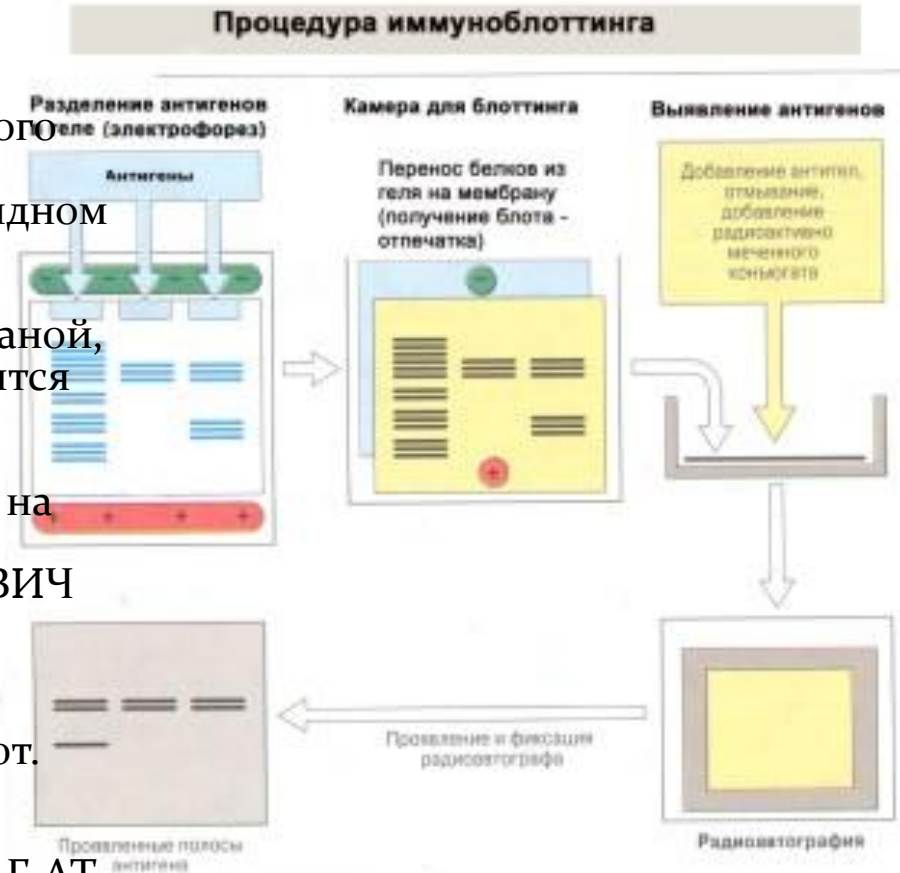 Процедура иммуноблоттинга
Разделение антигенов
геле (электрофорез)
ого
Антигены
идном
аной,
ится
на
ВИЧ
от.
Г-АТ
Камера для блоттинга
Перенос белков из
геля на мембрану
(получение блота -
отпечатка)
Выявление антигенов
Добавление антител,
отмывание,
добавление
радиоактивно
меченного
конъюгата
Радиоавтография
Проявление и фиксация
радиоавтографа
Проявленные полосы
антигена